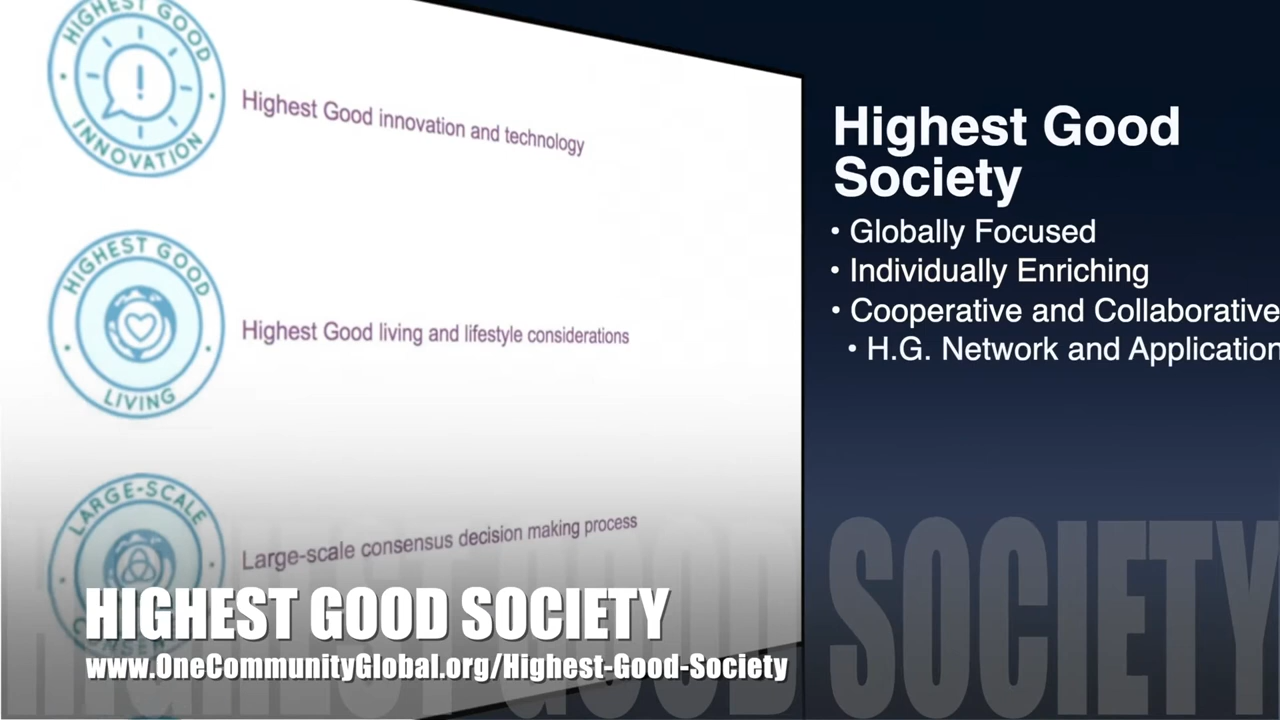 HIGHEST GOOD
INNOVATION
Highest Good innovation and technology
HIGHEST GOOD
LIVING
Highest Good living and lifestyle considerations
LARGE-SCALE
Large-scale consensus decision making process
Highest Good
Society
• Globally Focused
• Individually Enriching
• Cooperative and Collaborative
• H.G. Network and Application
HIGHEST GOOD SOCIETY
HIGHEST GOOD SOCIETY
www.OneCommunityGlobal.org/Highest-Good-Society